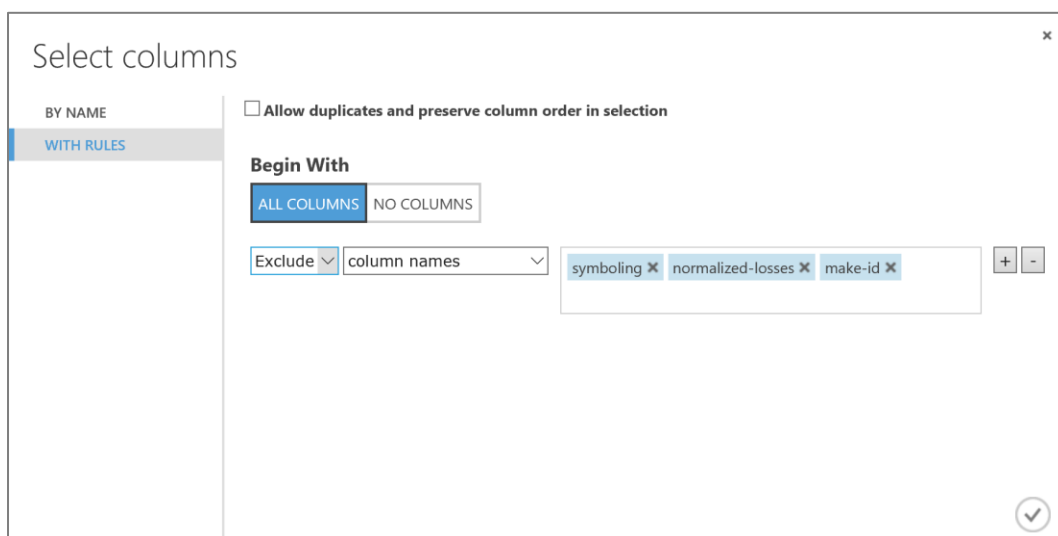 Select columns
BY NAME
WITH RULES
Allow duplicates and preserve column order in selection
Begin With
ALL COLUMNS NO COLUMNS
Exclude column names symboling × normalized-losses × make-id × + -